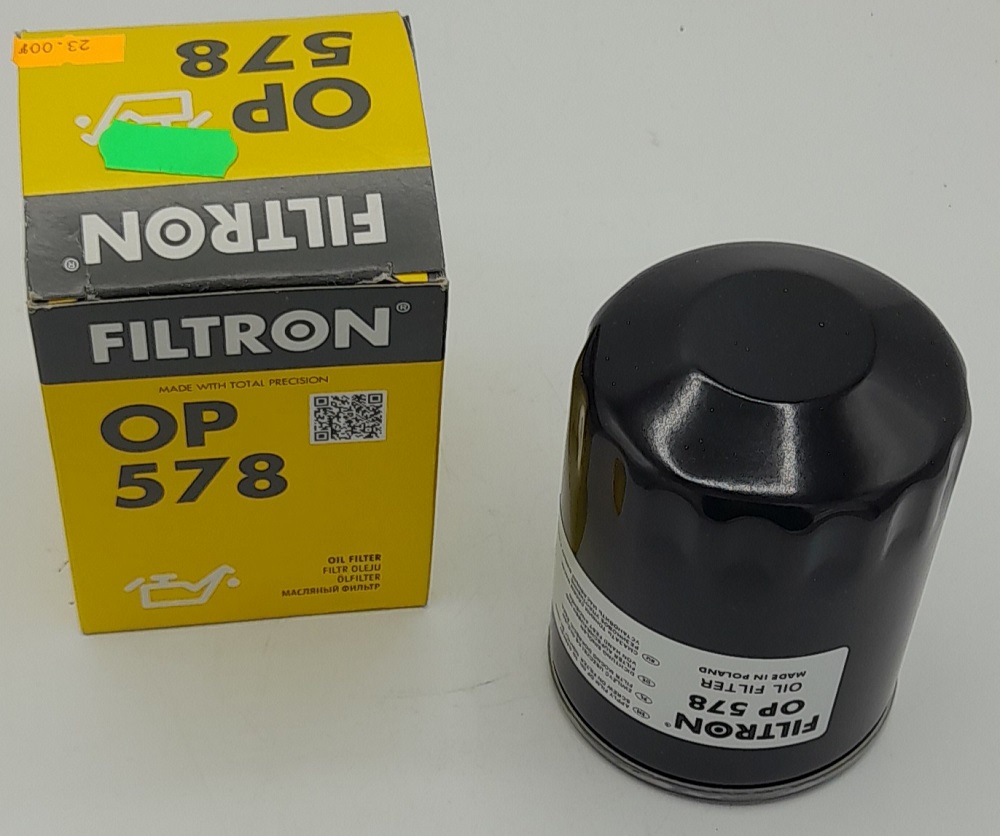 23.00
OP
578
FILTRON®
FILTRON®
MADE WITH TOTAL PRECISION
OP
578
OIL FILTER
FILTR OLEJU
ÖLFILTER
МАСЛЯНЫЙ ФИЛЬТР
FILTRON®
OP 578
OIL FILTER
MADE IN POLAND